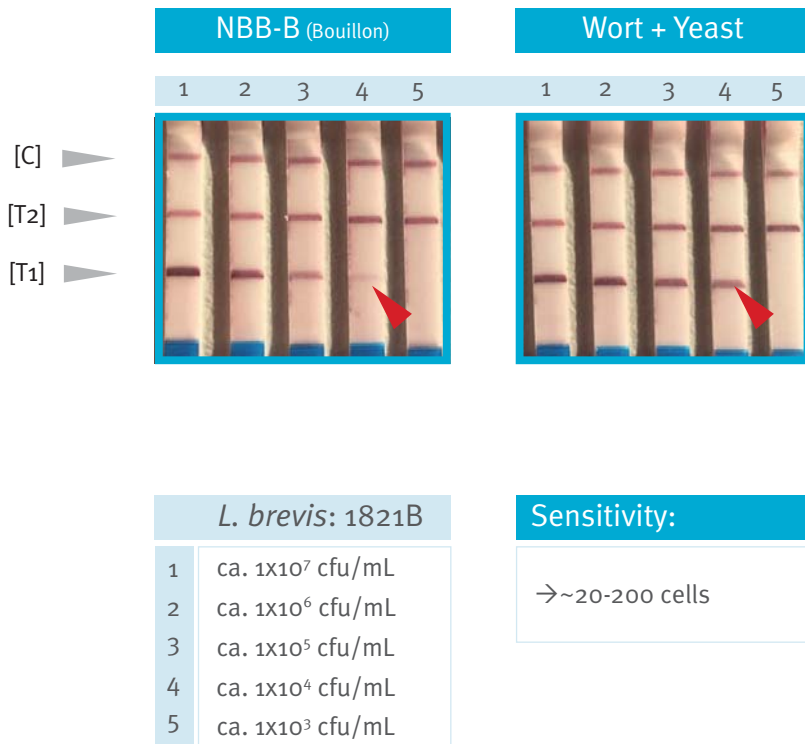 NBB-B (Bouillon)
Wort + Yeast
1 2 3 4 5
1 2 3 4 5
[C]
[T2]
[T1]
L. brevis: 1821B
1 ca. 1x10⁷ cfu/mL
2 ca. 1x10⁶ cfu/mL
3 ca. 1x10⁵ cfu/mL
4 ca. 1x10⁴ cfu/mL
5 ca. 1x10³ cfu/mL
Sensitivity:
→~20-200 cells